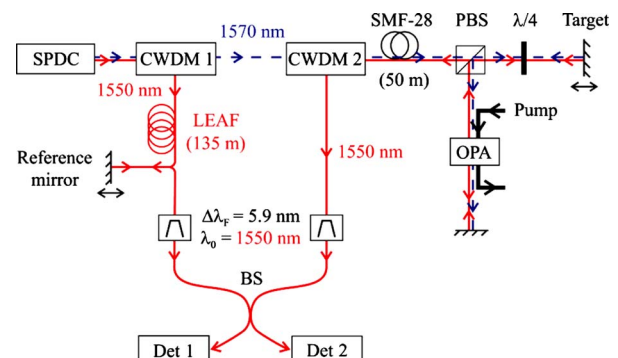 SMF-28 PBS λ/4 Target
1570 nm
SPDC CWDM 1 CWDM 2
(50 m)
1550 nm
LEAF
(135 m)
Pump
Reference
mirror
1550 nm
OPA
Δλ_F = 5.9 nm
λ₀ = 1550 nm
BS
Det 1 Det 2